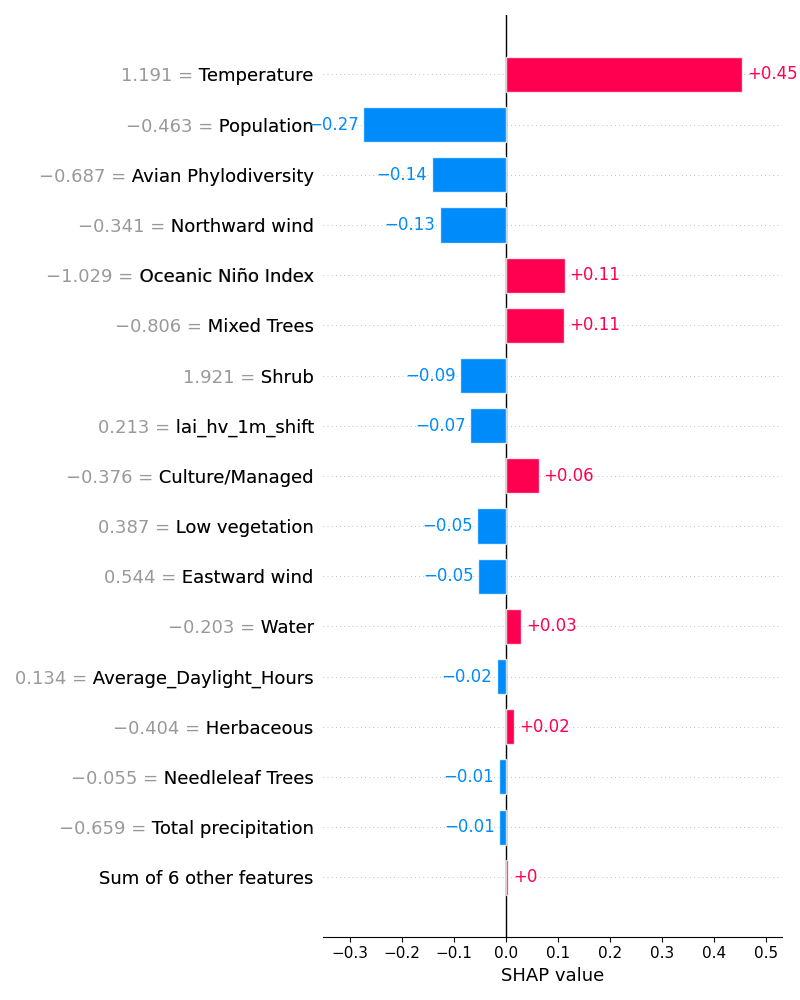 1.191 = Temperature +0.45
−0.463 = Population −0.27
−0.687 = Avian Phylodiversity −0.14
−0.341 = Northward wind −0.13
−1.029 = Oceanic Niño Index +0.11
−0.806 = Mixed Trees +0.11
1.921 = Shrub −0.09
0.213 = lai_hv_1m_shift −0.07
−0.376 = Culture/Managed +0.06
0.387 = Low vegetation −0.05
0.544 = Eastward wind −0.05
−0.203 = Water +0.03
0.134 = Average_Daylight_Hours −0.02
−0.404 = Herbaceous +0.02
−0.055 = Needleleaf Trees −0.01
−0.659 = Total precipitation −0.01
Sum of 6 other features +0
−0.3 −0.2 −0.1 0.0 0.1 0.2 0.3 0.4 0.5
SHAP value